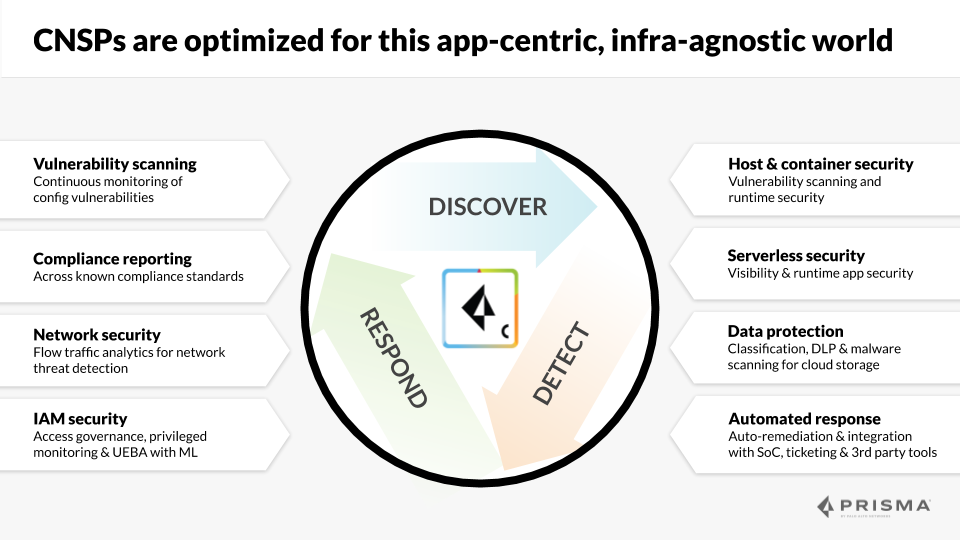 CNSPs are optimized for this app-centric, infra-agnostic world
Vulnerability scanning
Continuous monitoring of
config vulnerabilities
Compliance reporting
Across known compliance standards
Network security
Flow traffic analytics for network
threat detection
IAM security
Access governance, privileged
monitoring & UEBA with ML
DISCOVER
DETECT
RESPOND
C
Host & container security
Vulnerability scanning and
runtime security
Serverless security
Visibility & runtime app security
Data protection
Classification, DLP & malware
scanning for cloud storage
Automated response
Auto-remediation & integration
with SoC, ticketing & 3rd party tools
PRISMA